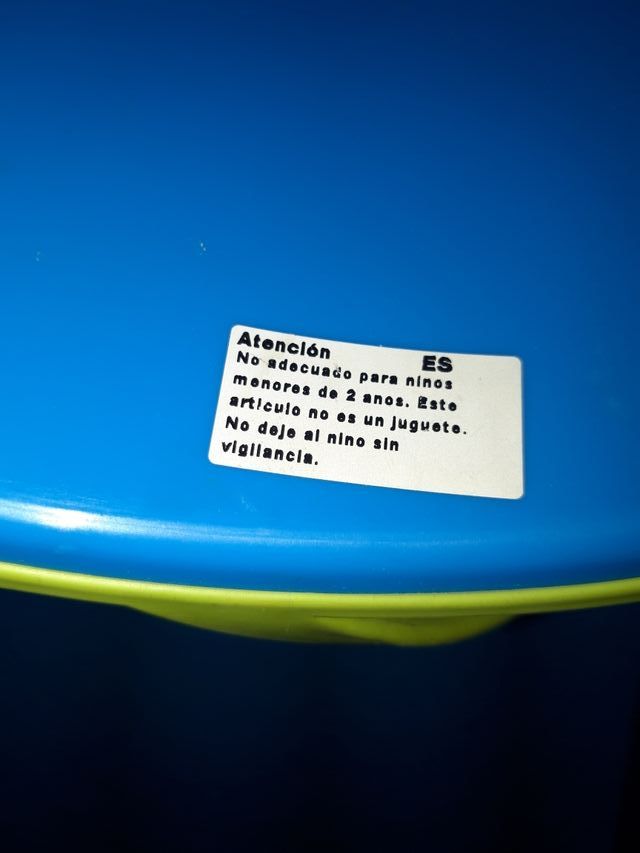 Atención ES
No adecuado para ninos
menores de 2 anos. Este
articulo no es un juguete.
No deje al nino sin
vigilancia.